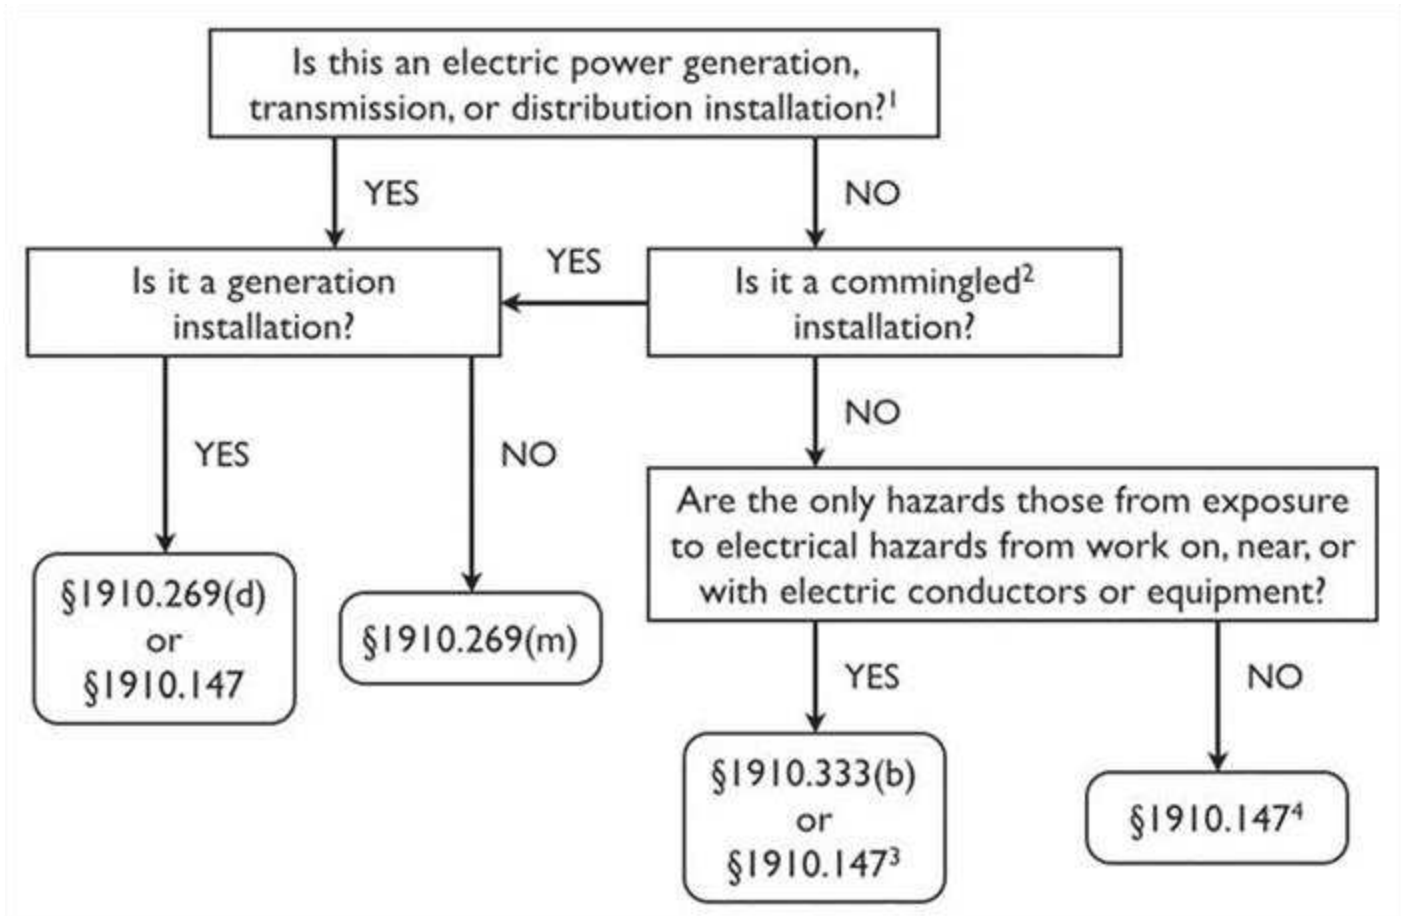 Is this an electric power generation,
transmission, or distribution installation?¹
YES
NO
Is it a generation
installation?
YES
Is it a commingled²
installation?
YES
NO
NO
Are the only hazards those from exposure
to electrical hazards from work on, near, or
with electric conductors or equipment?
§1910.269(d)
or
§1910.147
§1910.269(m)
YES
NO
§1910.333(b)
or
§1910.147³
§1910.147⁴